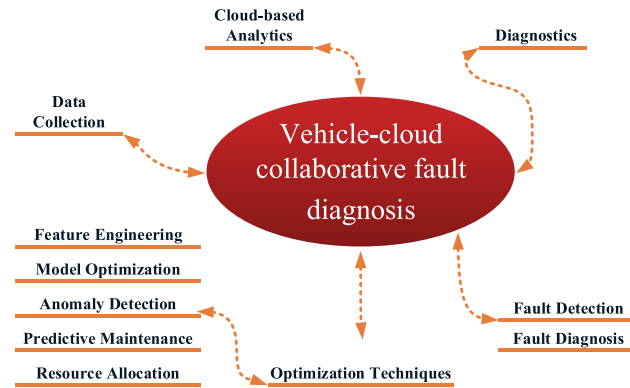 Cloud-based
Analytics
Diagnostics
Data
Collection
Vehicle-cloud
collaborative fault
diagnosis
Feature Engineering
Model Optimization
Anomaly Detection
Predictive Maintenance
Resource Allocation
Optimization Techniques
Fault Detection
Fault Diagnosis